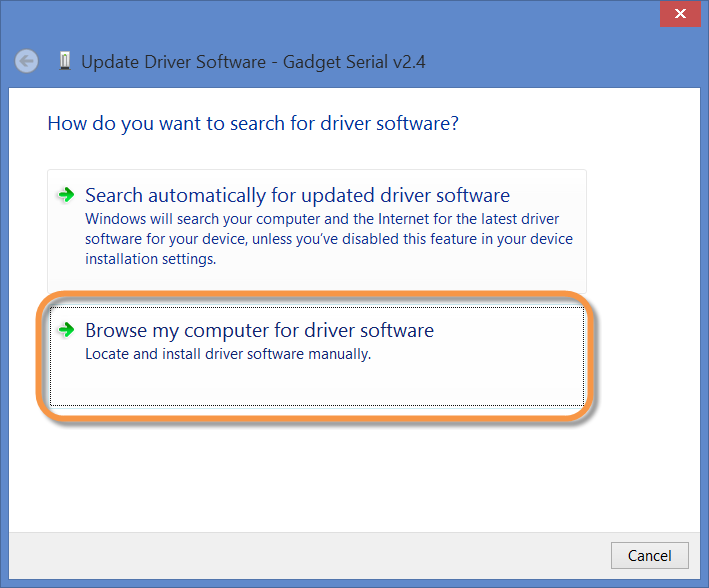 Update Driver Software - Gadget Serial v2.4
How do you want to search for driver software?
Search automatically for updated driver software
Windows will search your computer and the Internet for the latest driver
software for your device, unless you've disabled this feature in your device
installation settings.
Browse my computer for driver software
Locate and install driver software manually.
Cancel